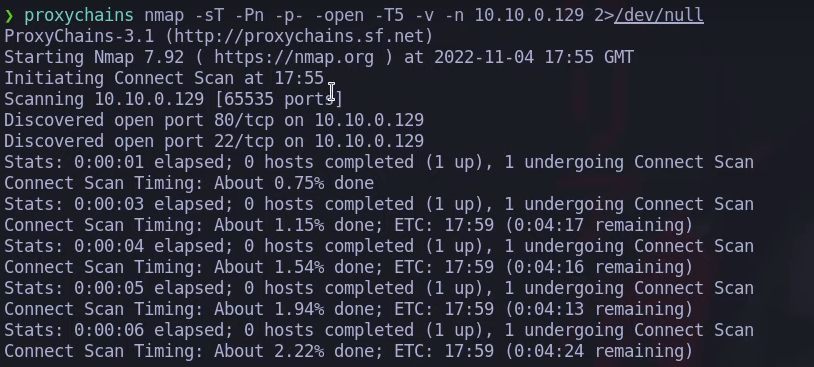 ❯ proxychains nmap -sT -Pn -p- -open -T5 -v -n 10.10.0.129 2>/dev/null
ProxyChains-3.1 (http://proxychains.sf.net)
Starting Nmap 7.92 ( https://nmap.org ) at 2022-11-04 17:55 GMT
Initiating Connect Scan at 17:55
Scanning 10.10.0.129 [65535 ports]
Discovered open port 80/tcp on 10.10.0.129
Discovered open port 22/tcp on 10.10.0.129
Stats: 0:00:01 elapsed; 0 hosts completed (1 up), 1 undergoing Connect Scan
Connect Scan Timing: About 0.75% done
Stats: 0:00:03 elapsed; 0 hosts completed (1 up), 1 undergoing Connect Scan
Connect Scan Timing: About 1.15% done; ETC: 17:59 (0:04:17 remaining)
Stats: 0:00:04 elapsed; 0 hosts completed (1 up), 1 undergoing Connect Scan
Connect Scan Timing: About 1.54% done; ETC: 17:59 (0:04:16 remaining)
Stats: 0:00:05 elapsed; 0 hosts completed (1 up), 1 undergoing Connect Scan
Connect Scan Timing: About 1.94% done; ETC: 17:59 (0:04:13 remaining)
Stats: 0:00:06 elapsed; 0 hosts completed (1 up), 1 undergoing Connect Scan
Connect Scan Timing: About 2.22% done; ETC: 17:59 (0:04:24 remaining)